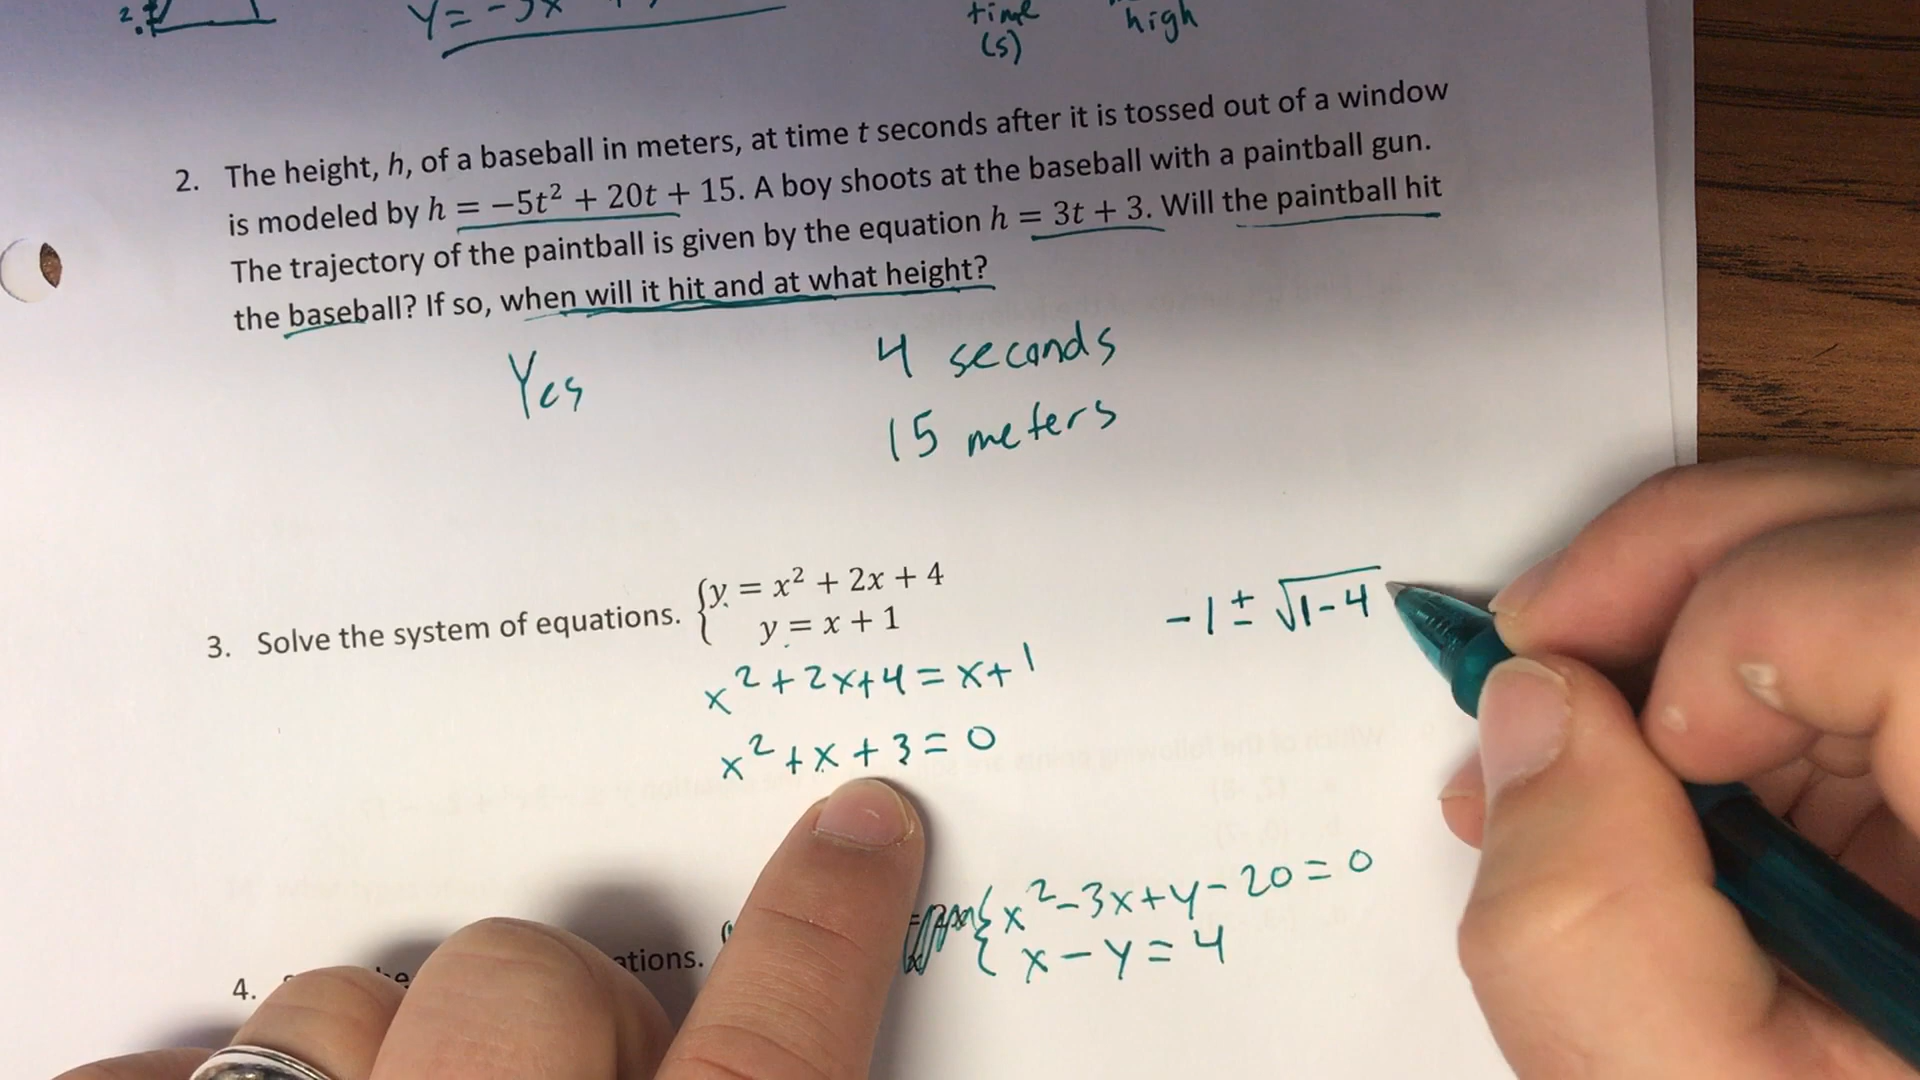 2.
y = -3x
time
high
(s)
2. The height, h, of a baseball in meters, at time t seconds after it is tossed out of a window
is modeled by h = −5t² + 20t + 15. A boy shoots at the baseball with a paintball gun.
The trajectory of the paintball is given by the equation h = 3t + 3. Will the paintball hit
the baseball? If so, when will it hit and at what height?
Yes
4 seconds
15 meters
3. Solve the system of equations. { y = x² + 2x + 4
y = x + 1
-1 ± √1-4
x² + 2x + 4 = x + 1
x² + x + 3 = 0
{ x² - 3x + y - 20 = 0
x - y = 4
4. ations.